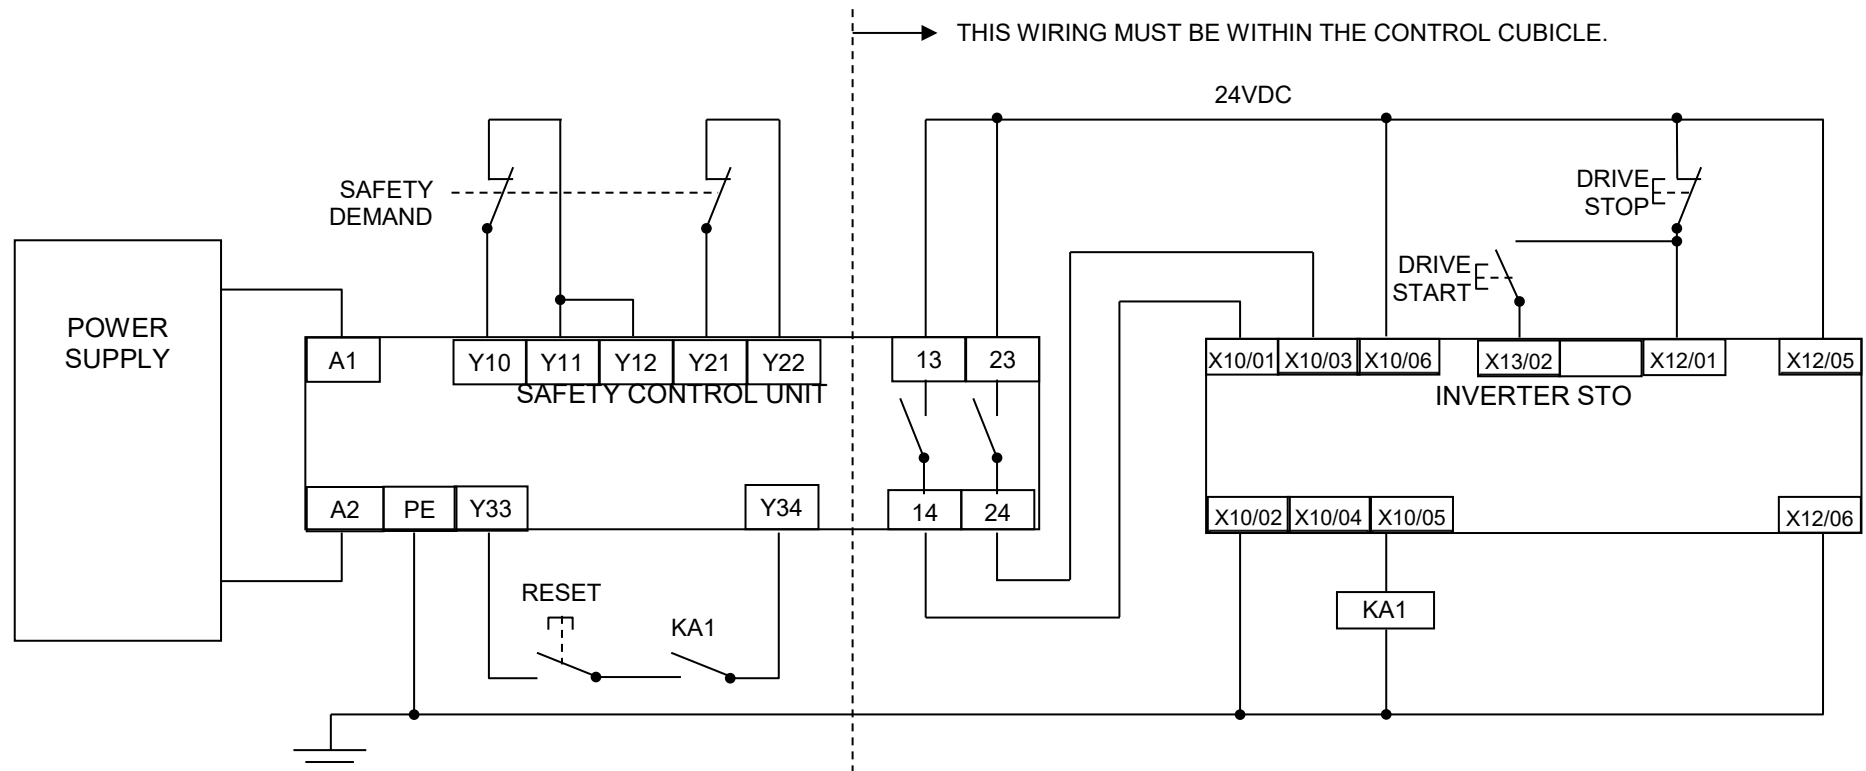 THIS WIRING MUST BE WITHIN THE CONTROL CUBICLE.
24VDC
SAFETY
DEMAND
DRIVE
STOP
DRIVE
START
POWER
SUPPLY
A1
Y10
Y11
Y12
Y21
Y22
13
23
SAFETY CONTROL UNIT
X10/01
X10/03
X10/06
X13/02
X12/01
X12/05
INVERTER STO
A2
PE
Y33
Y34
14
24
X10/02
X10/04
X10/05
X12/06
RESET
KA1
KA1